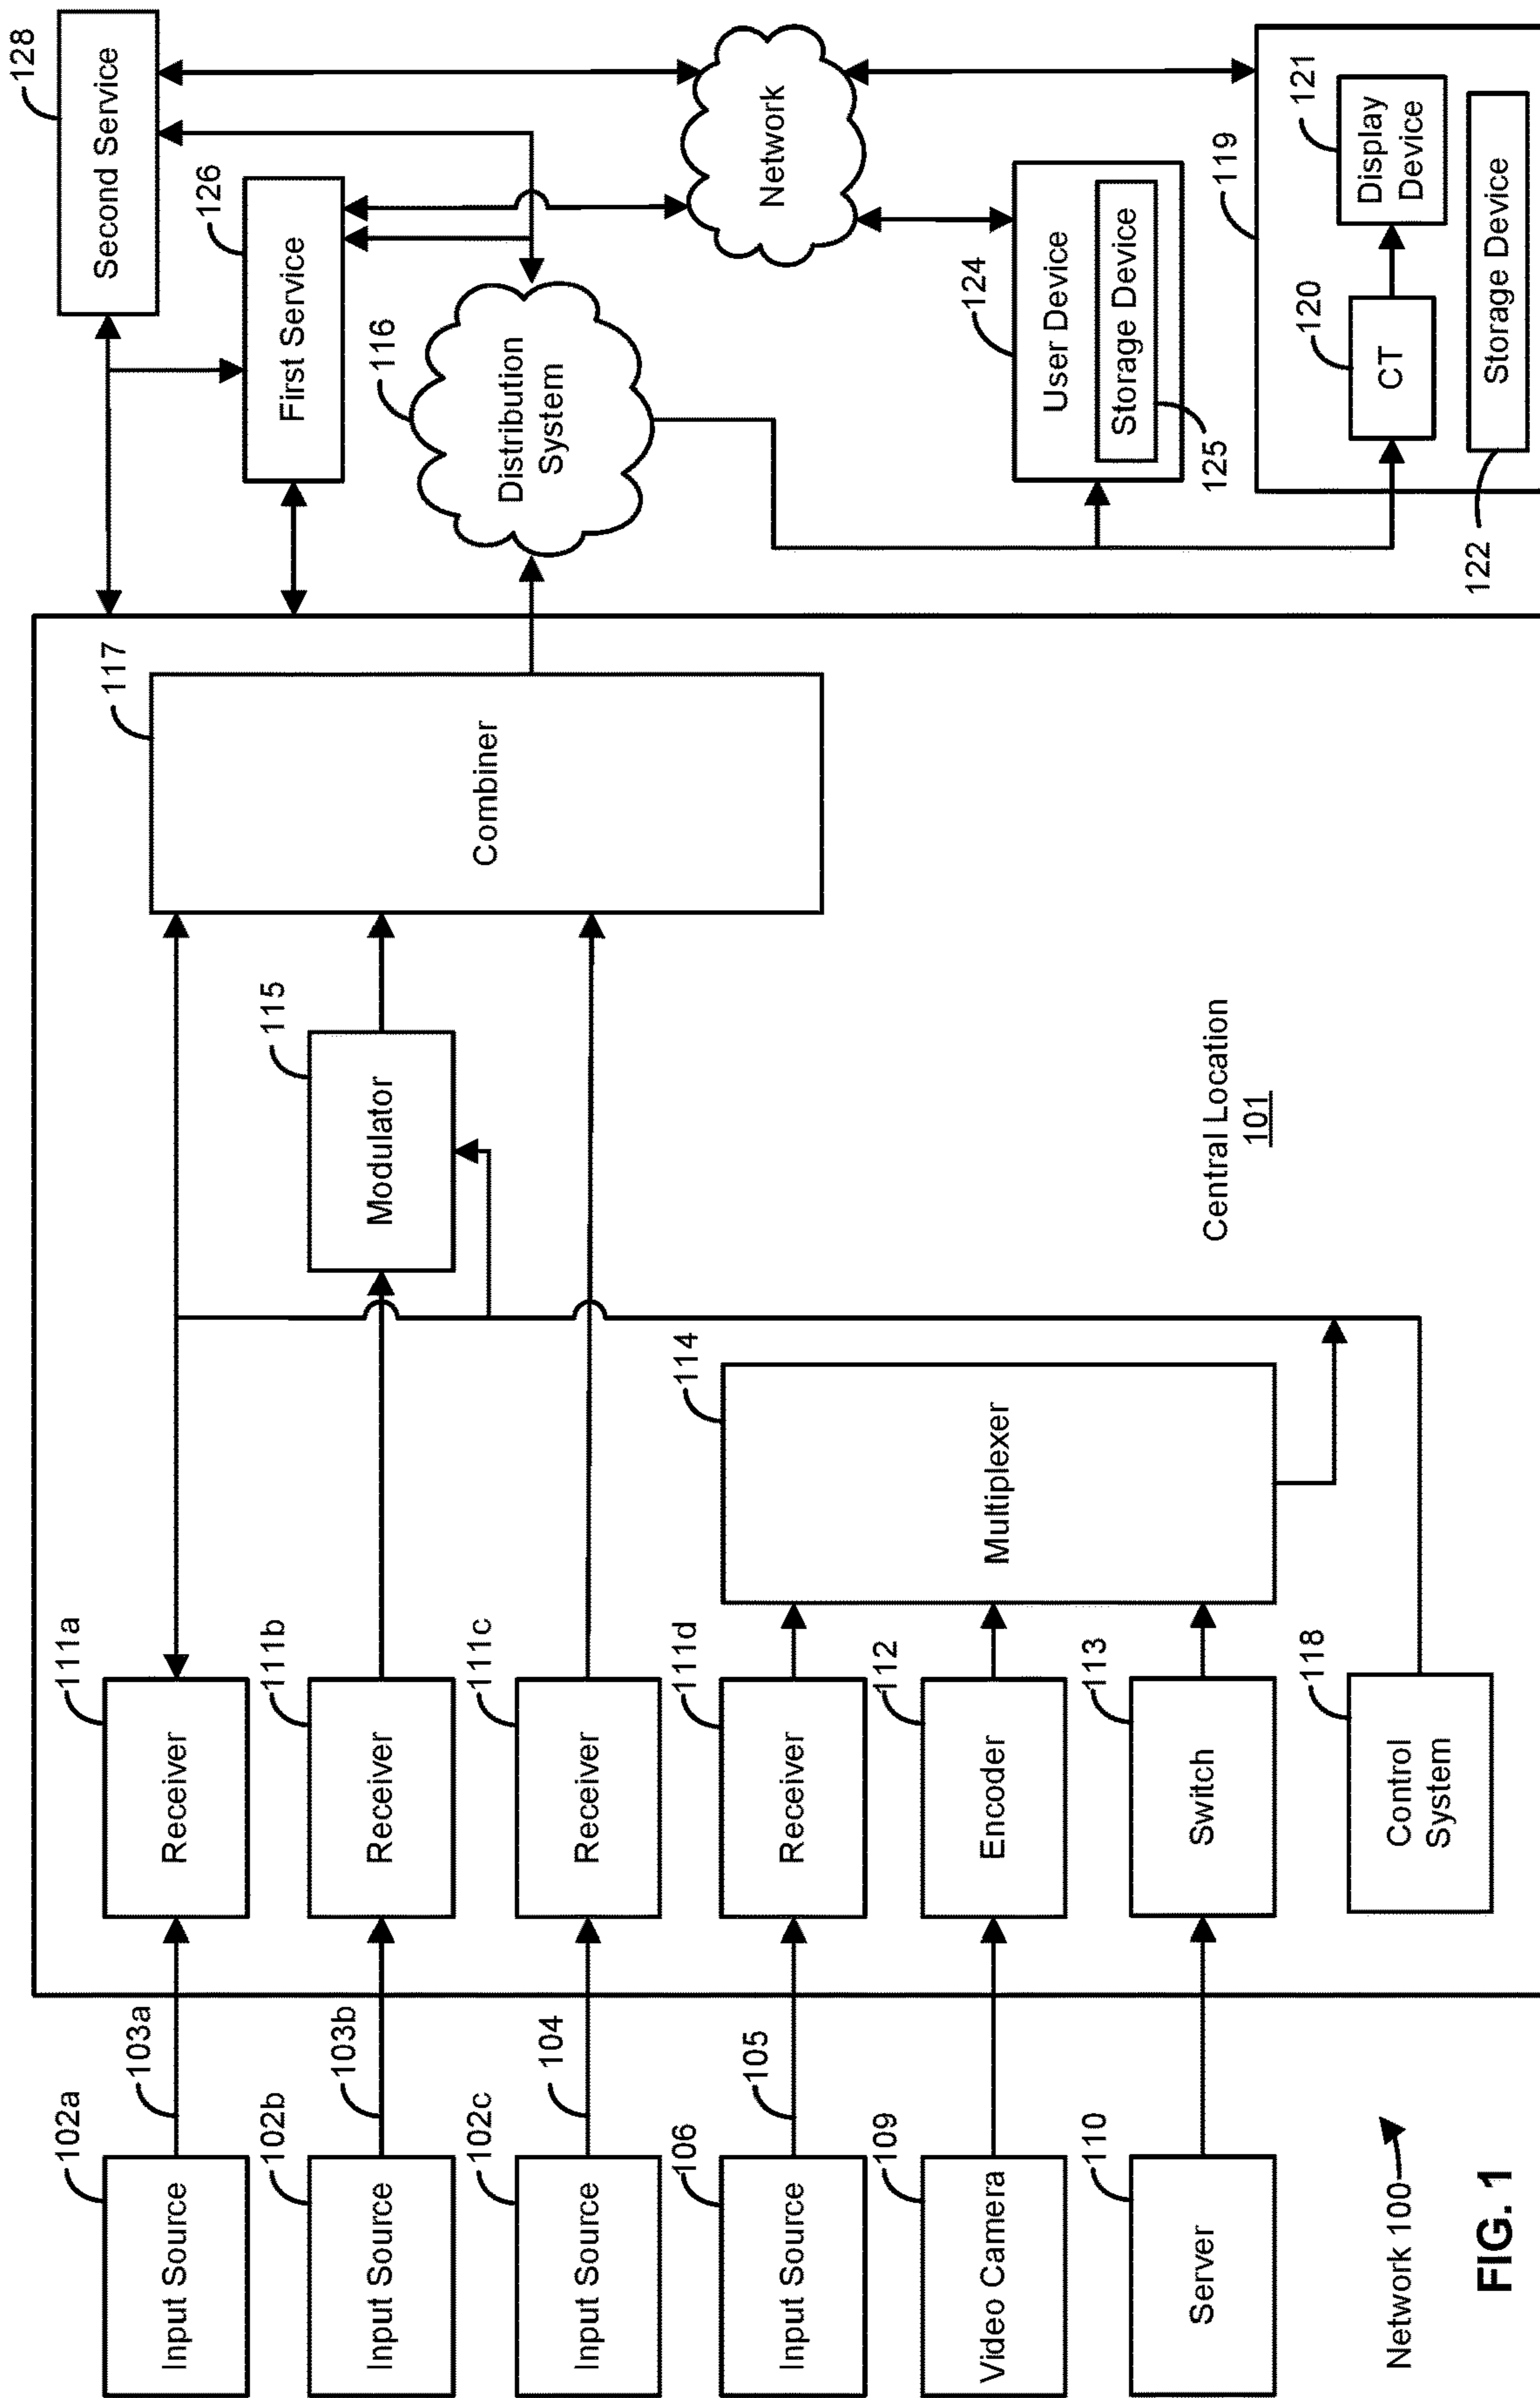 102a
Input Source
103a
111a
Receiver
102b
Input Source
103b
111b
Receiver
115
Modulator
102c
Input Source
104
111c
Receiver
106
Input Source
105
111d
Receiver
109
Video Camera
112
Encoder
110
Server
113
Switch
114
Multiplexer
118
Control
System
117
Combiner
Central Location
101
128
Second Service
126
First Service
116
Distribution
System
Network
124
User Device
Storage Device
125
119
120
CT
121
Display
Device
122
Storage Device
Network 100
FIG. 1